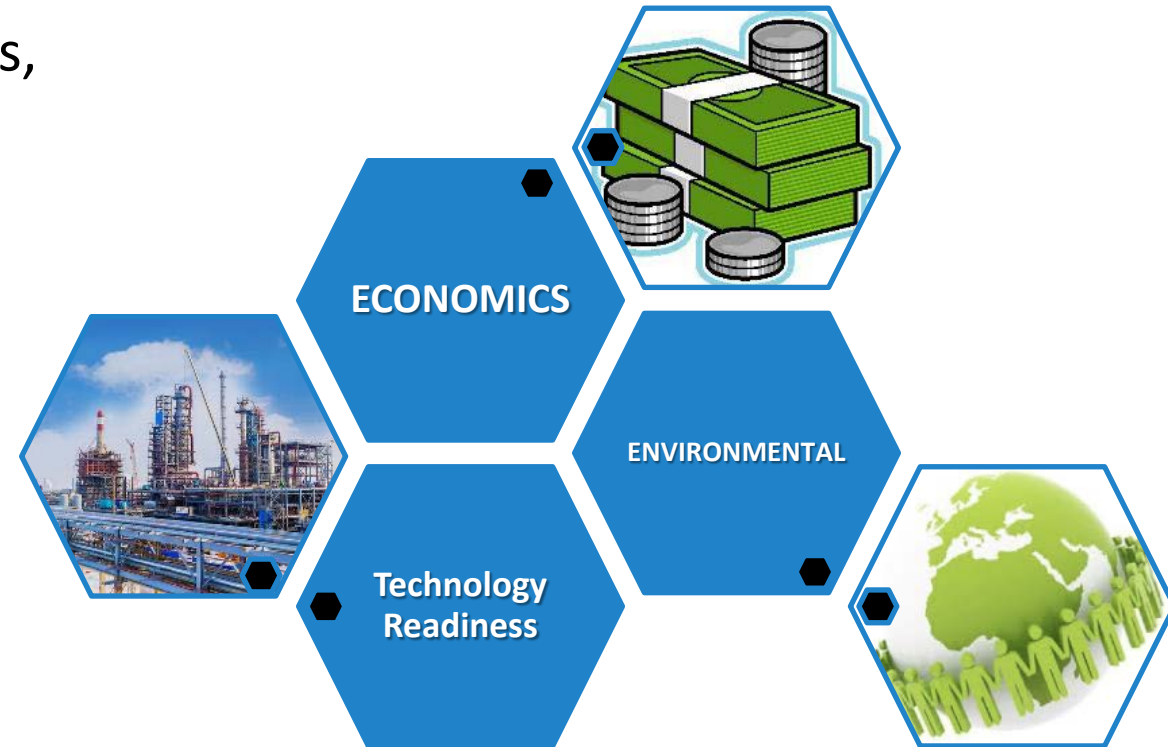 s,
ECONOMICS
ENVIRONMENTAL
Technology
Readiness